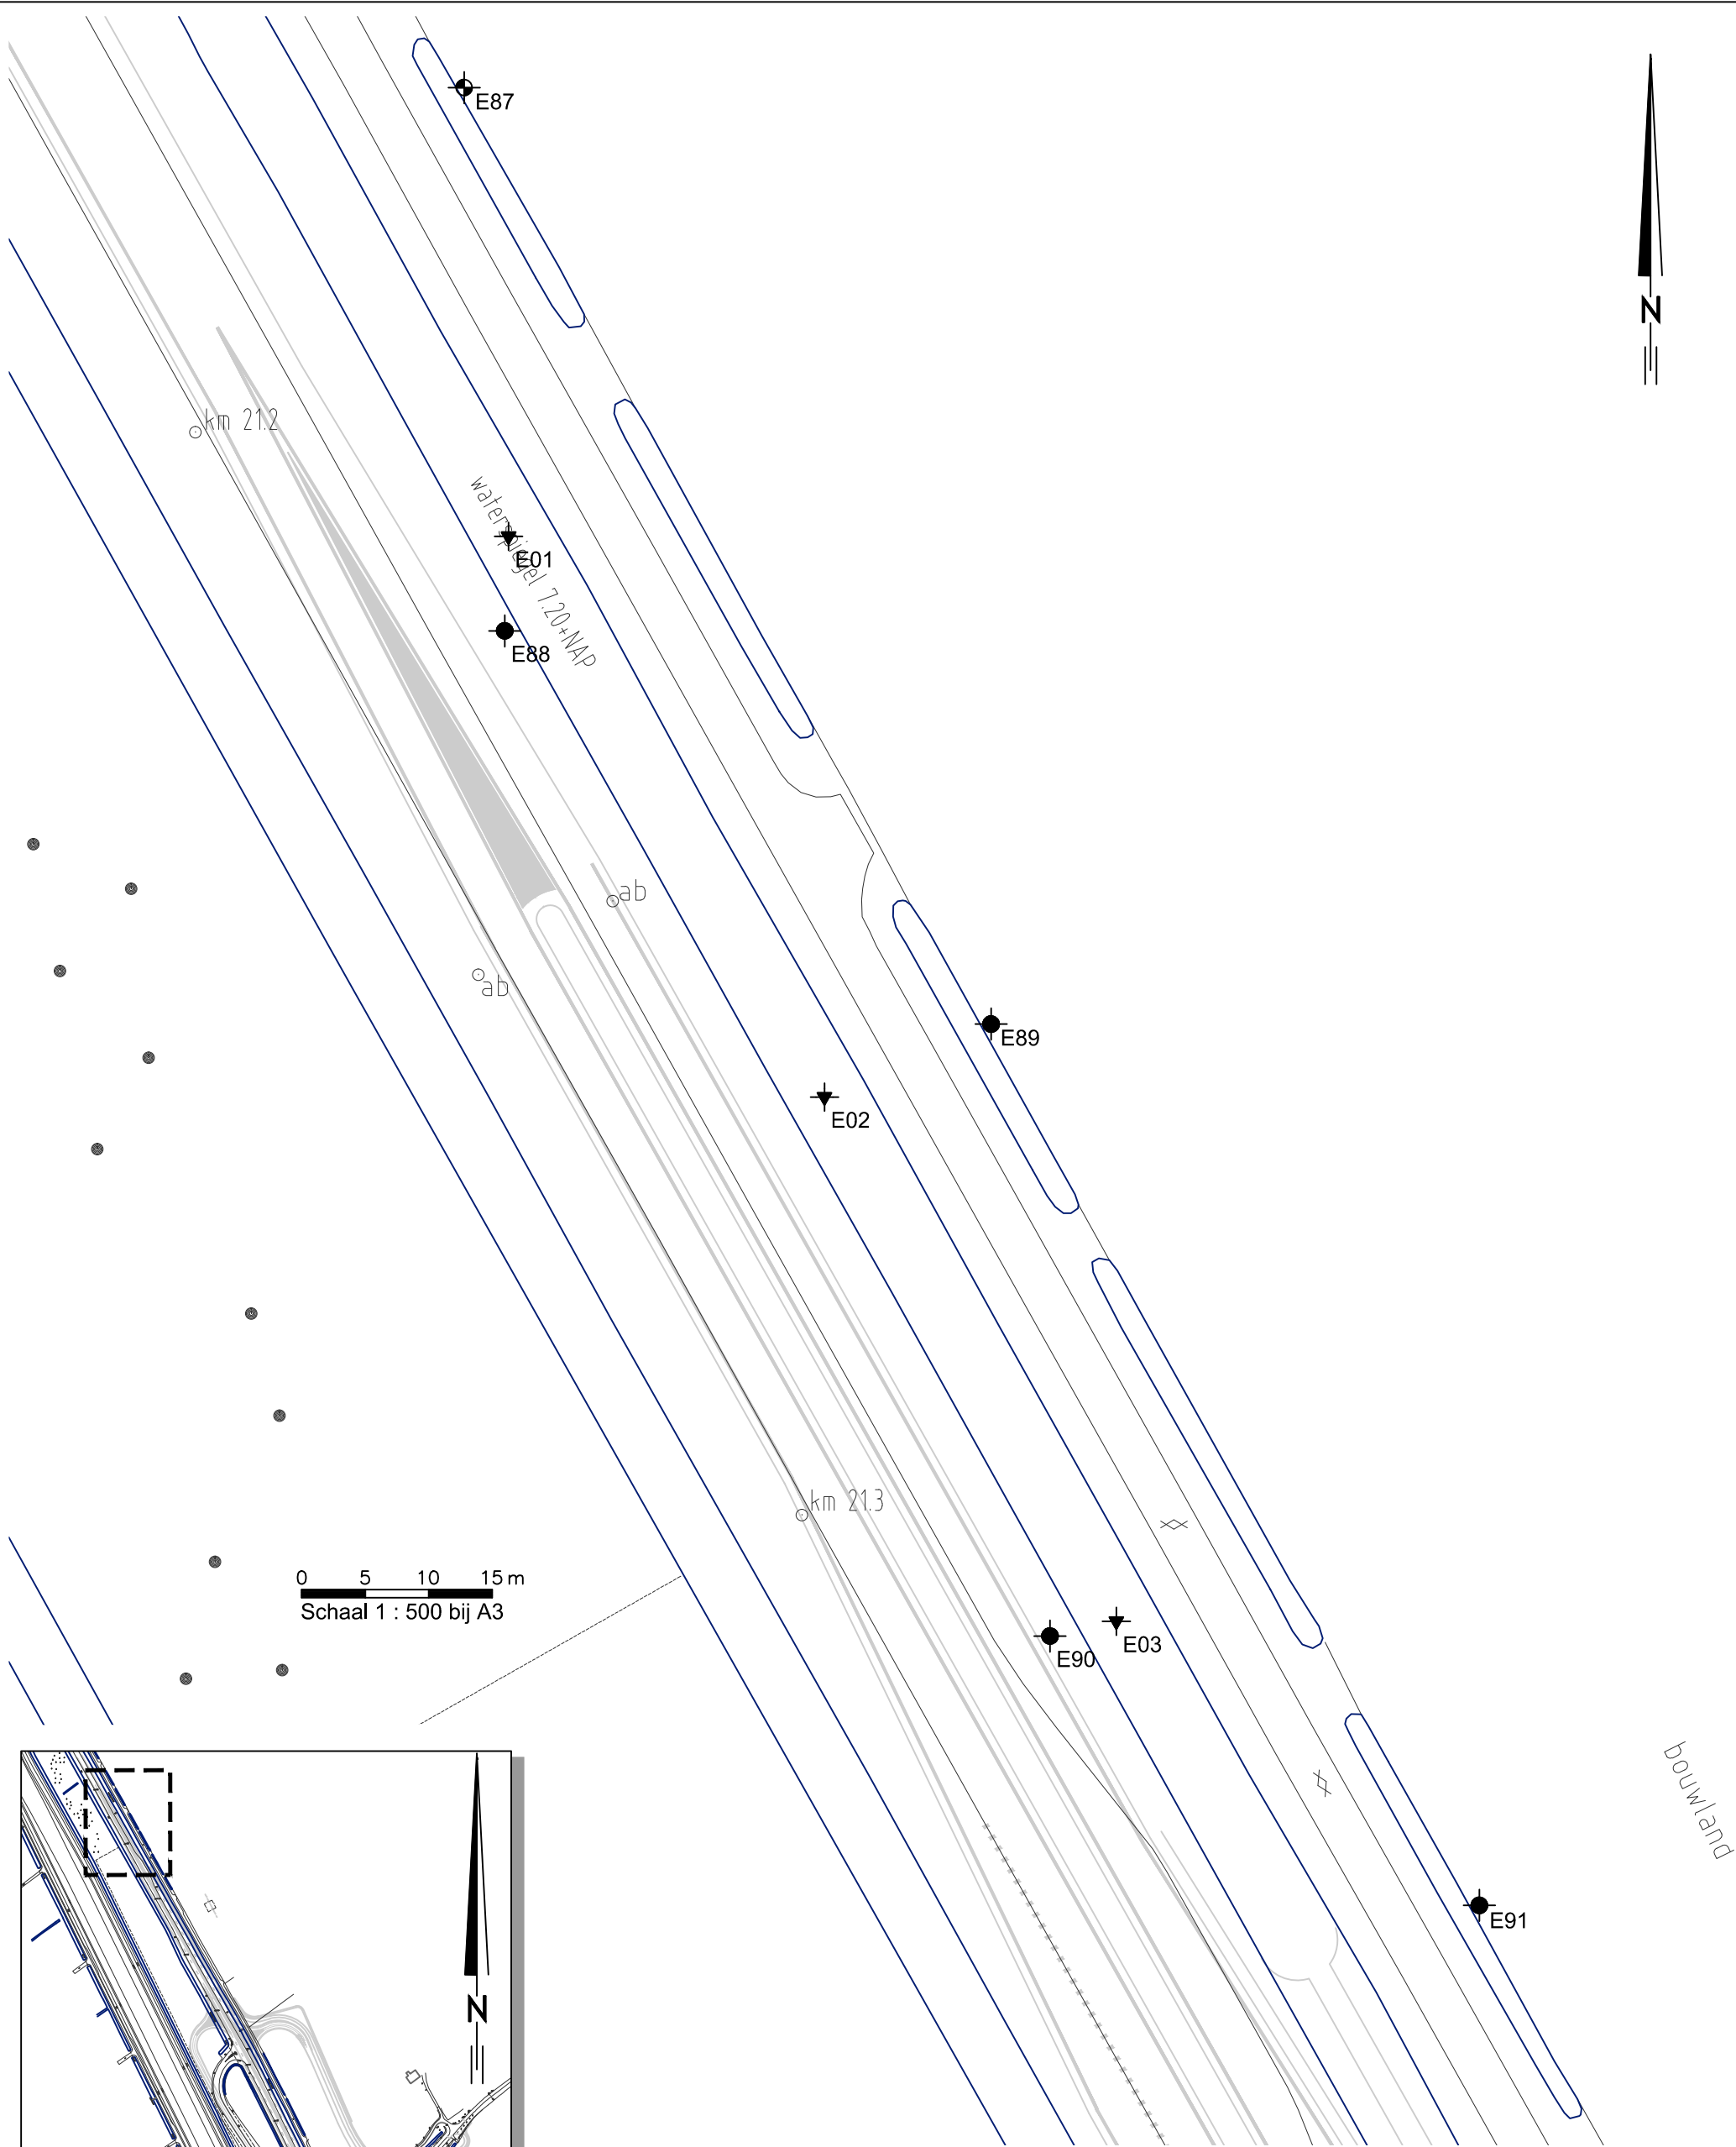 E87
N
km 21.2
waterspiegel 7.20+NAP
E01
E88
ab
ab
E89
E02
km 21.3
0 5 10 15 m
Schaal 1 : 500 bij A3
E03
E90
bouwland
E91
N